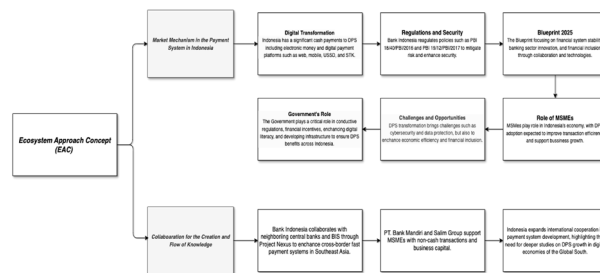 Market Mechanism in the Payment
System in Indonesia
Digital Transformation
Indonesia has a significant cash payments to DPS
including electronic money and digital payment
platforms such as web, mobile, USSD, and STK.
Regulations and Security
Bank Indonesia reagulates policies such as PBI
18/40/PBI/2016 and PBI 19/12/PBI/2017 to mitigate
risk and enhance security.
Blueprint 2025
The Blueprint focusing on financial system stabilit
banking sector innovation, and financial inclusion
through collaboration and technologies.
Government's Role
The Government plays a critical role in conductive
regulations, financial incentives, enchancing digital
literacy, and developing infrastructure to ensure DPS
benefits across Indonesia.
Challenges and Opportunities
DPS transformation brings challenges such as
cybersecurity and data protection, but also to
enhance economic efficiency and financial inclusion.
Role of MSMEs
MSMEs play role in Indonesia's economy, with DPS
adoption expected to improve transaction efficienc
and support bussiness growth.
Ecosystem Approach Concept
(EAC)
Collaboration for the Creation and
Flow of Knowledge
Bank Indonesia collaborates with
neighboring central banks and BIS through
Project Nexus to enchance cross-border fast
payment systems in Southeast Asia.
PT. Bank Mandiri and Salim Group support
MSMEs with non-cash transactions and
business capital.
Indonesia expands international cooperation i
payment system development, highlighting th
need for deeper studies on DPS growth in digit
economies of the Global South.